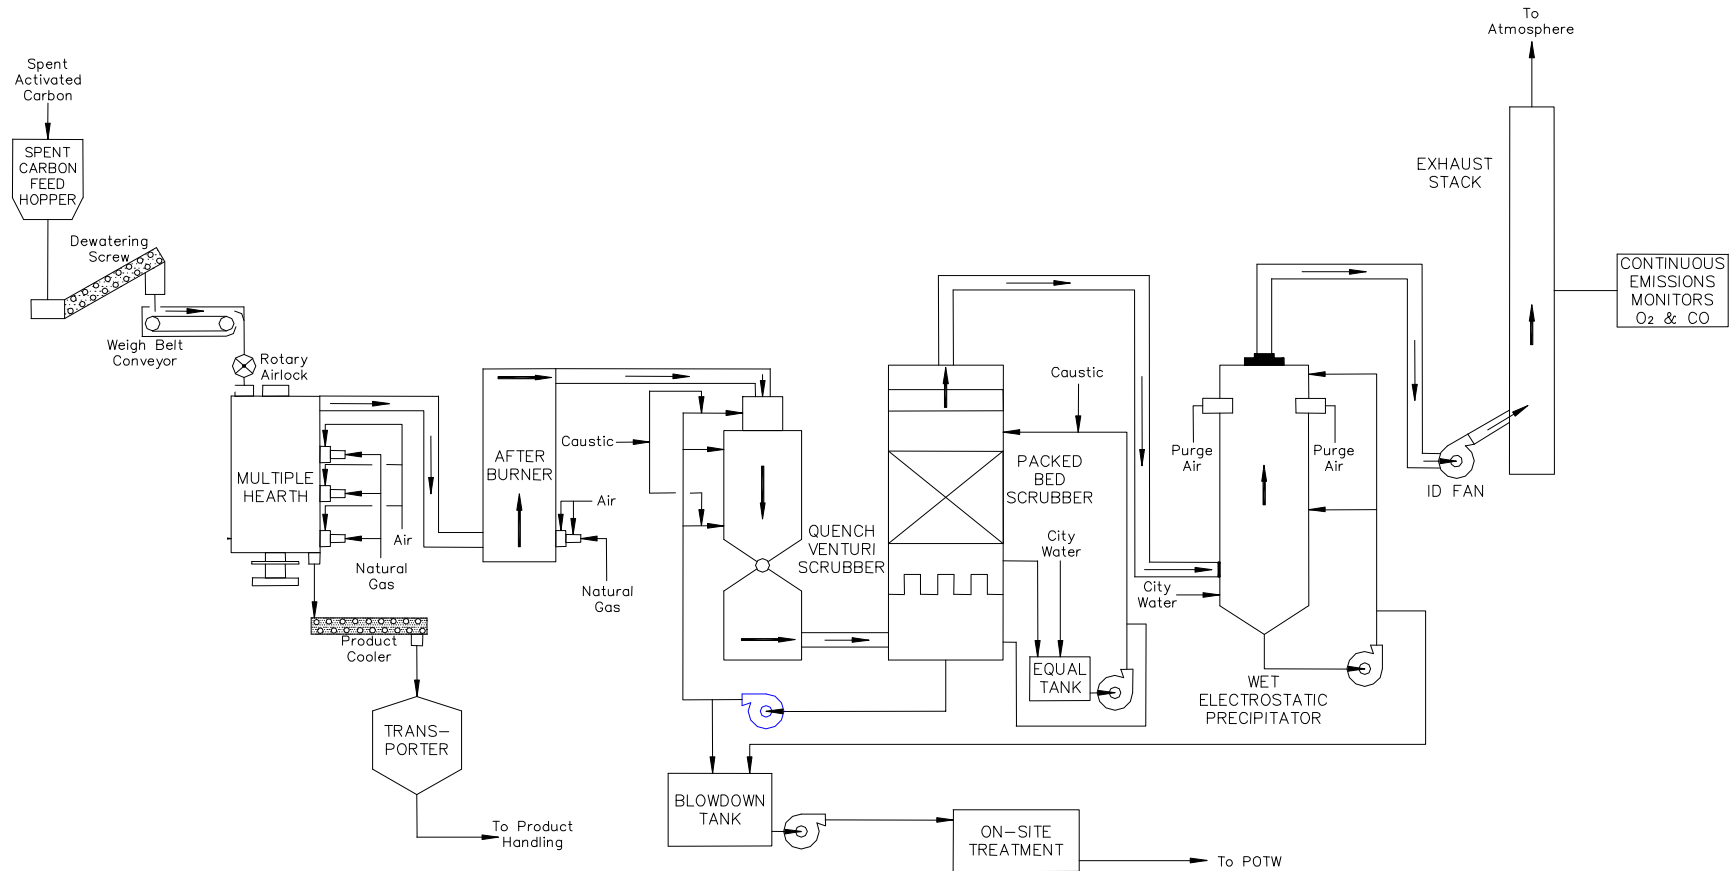 To
Atmosphere
Spent
Activated
Carbon
SPENT
CARBON
FEED
HOPPER
EXHAUST
STACK
Dewatering
Screw
CONTINUOUS
EMISSIONS
MONITORS
O₂ & CO
Weigh Belt
Conveyor
Rotary
Airlock
Caustic
Caustic
AFTER
BURNER
PACKED
BED
SCRUBBER
Purge
Air
Purge
Air
ID FAN
MULTIPLE
HEARTH
Air
Air
Natural
Gas
Natural
Gas
QUENCH
VENTURI
SCRUBBER
City
Water
City
Water
Product
Cooler
EQUAL
TANK
WET
ELECTROSTATIC
PRECIPITATOR
TRANS-
PORTER
BLOWDOWN
TANK
To Product
Handling
ON-SITE
TREATMENT
To POTW